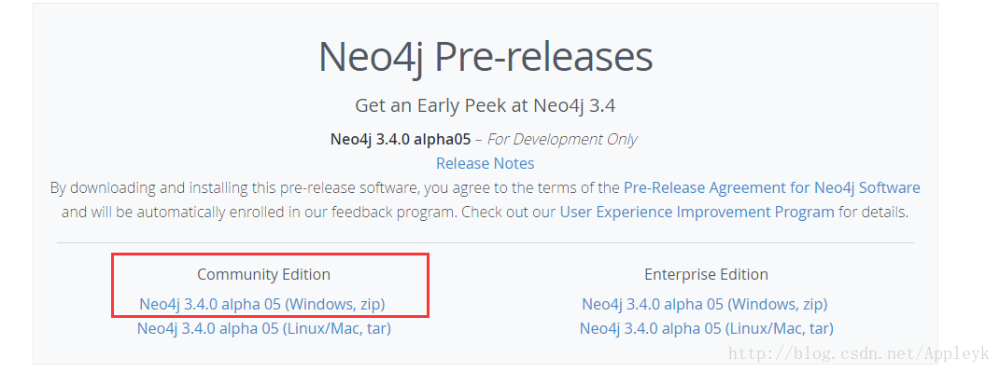 Neo4j Pre-releases
Get an Early Peek at Neo4j 3.4
Neo4j 3.4.0 alpha05 – For Development Only
Release Notes
By downloading and installing this pre-release software, you agree to the terms of the Pre-Release Agreement for Neo4j Software
and will be automatically enrolled in our feedback program. Check out our User Experience Improvement Program for details.
Community Edition
Neo4j 3.4.0 alpha 05 (Windows, zip)
Neo4j 3.4.0 alpha 05 (Linux/Mac, tar)
Enterprise Edition
Neo4j 3.4.0 alpha 05 (Windows, zip)
Neo4j 3.4.0 alpha 05 (Linux/Mac, tar)
http://blog.csdn.net/Appleyk